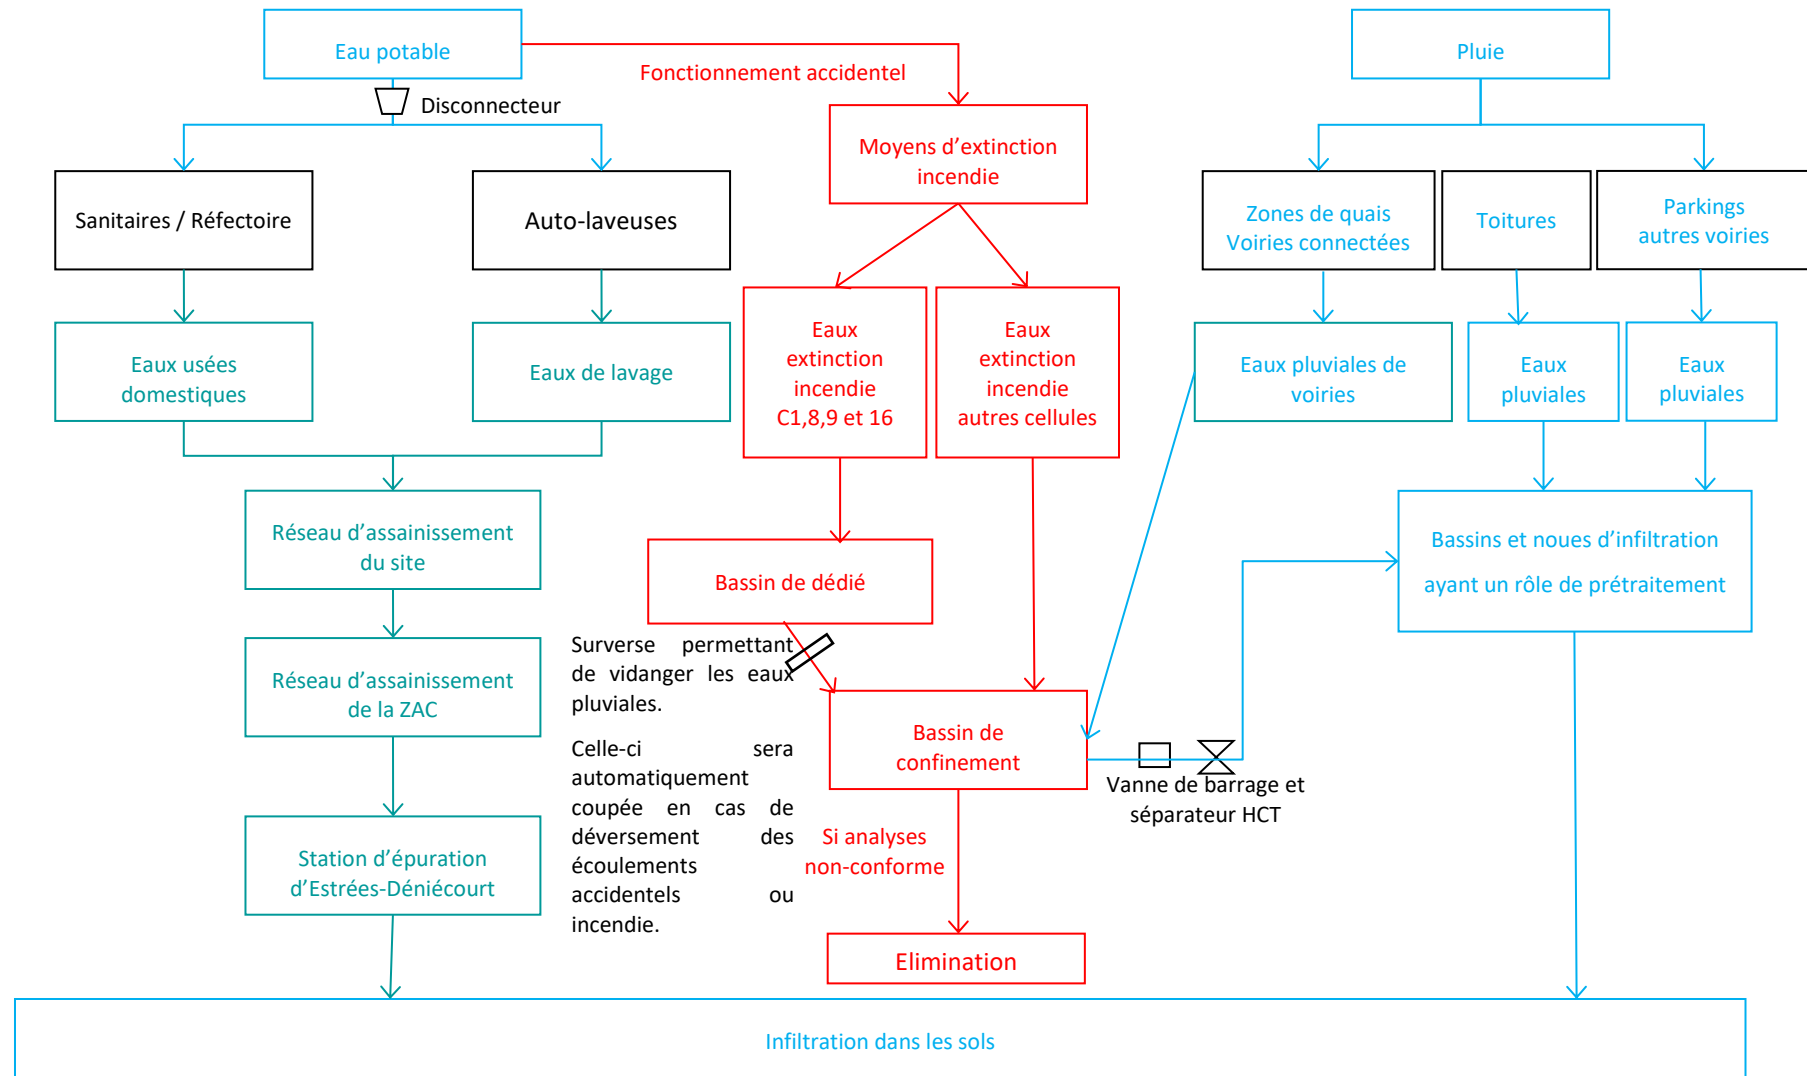 Eau potable
Pluie
Fonctionnement accidentel
Disconnecteur
Moyens d’extinction
incendie
Sanitaires / Réfectoire
Auto-laveuses
Zones de quais
Voiries connectées
Toitures
Parkings
autres voiries
Eaux usées
domestiques
Eaux de lavage
Eaux
extinction
incendie
C1,8,9 et 16
Eaux
extinction
incendie
autres cellules
Eaux pluviales de
voiries
Eaux
pluviales
Eaux
pluviales
Réseau d’assainissement
du site
Bassin de dédié
Bassins et noues d’infiltration
ayant un rôle de prétraitement
Réseau d’assainissement
de la ZAC
Surverse permettant
de vidanger les eaux
pluviales.
Celle-ci sera
automatiquement
coupée en cas de
déversement des
écoulements
accidentels ou
incendie.
Bassin de
confinement
Vanne de barrage et
séparateur HCT
Si analyses
non-conforme
Station d’épuration
d’Estrées-Déniécourt
Elimination
Infiltration dans les sols